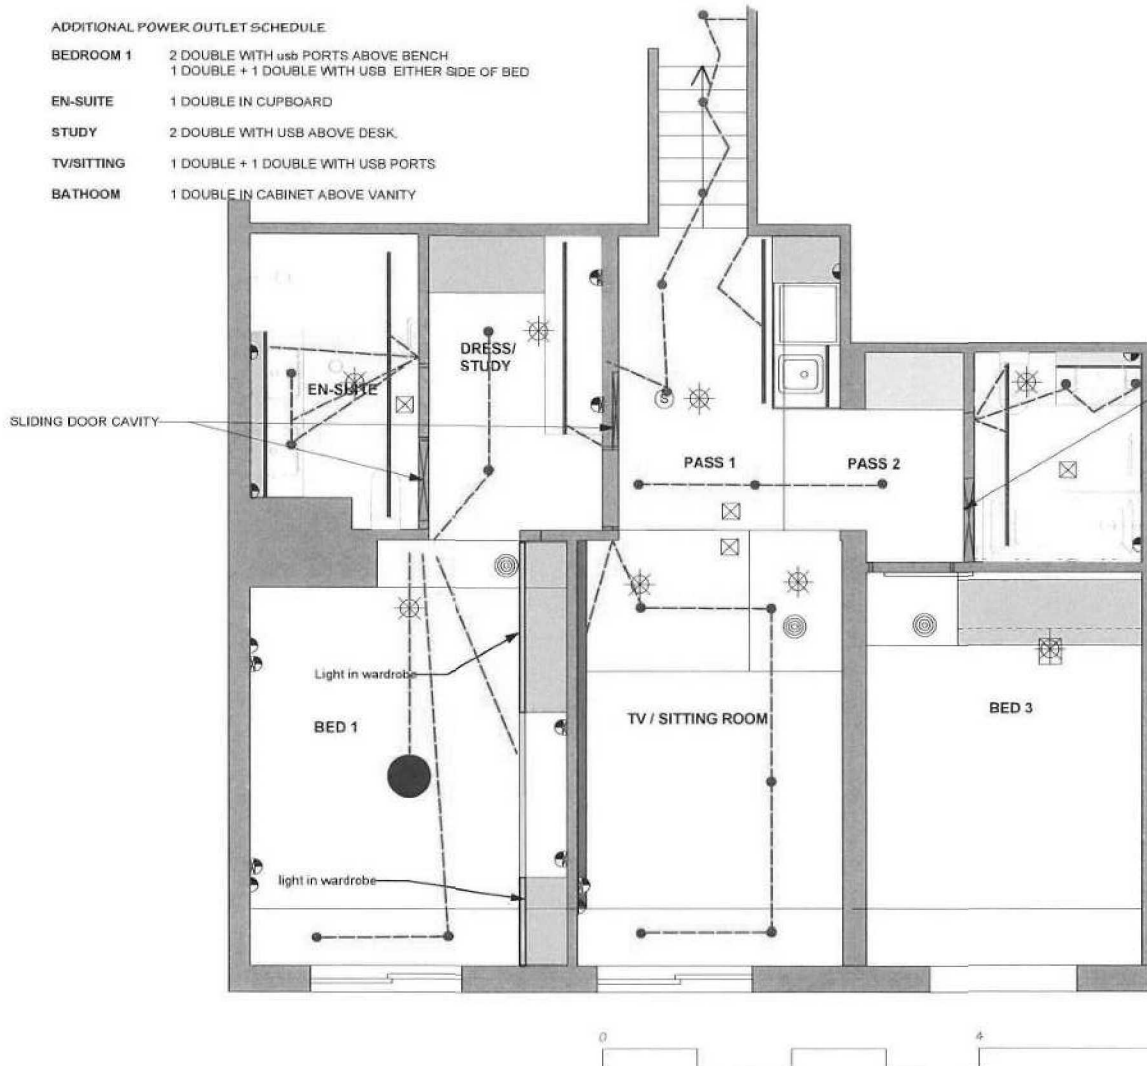 ADDITIONAL POWER OUTLET SCHEDULE
BEDROOM 1 2 DOUBLE WITH usb PORTS ABOVE BENCH
1 DOUBLE + 1 DOUBLE WITH USB EITHER SIDE OF BED
EN-SUITE 1 DOUBLE IN CUPBOARD
STUDY 2 DOUBLE WITH USB ABOVE DESK.
TV/SITTING 1 DOUBLE + 1 DOUBLE WITH USB PORTS
BATHOOM 1 DOUBLE IN CABINET ABOVE VANITY
DRESS/
STUDY
EN-SUITE
S
SLIDING DOOR CAVITY
PASS 1
PASS 2
Light in wardrobe
BED 1
TV / SITTING ROOM
BED 3
light in wardrobe
0
4